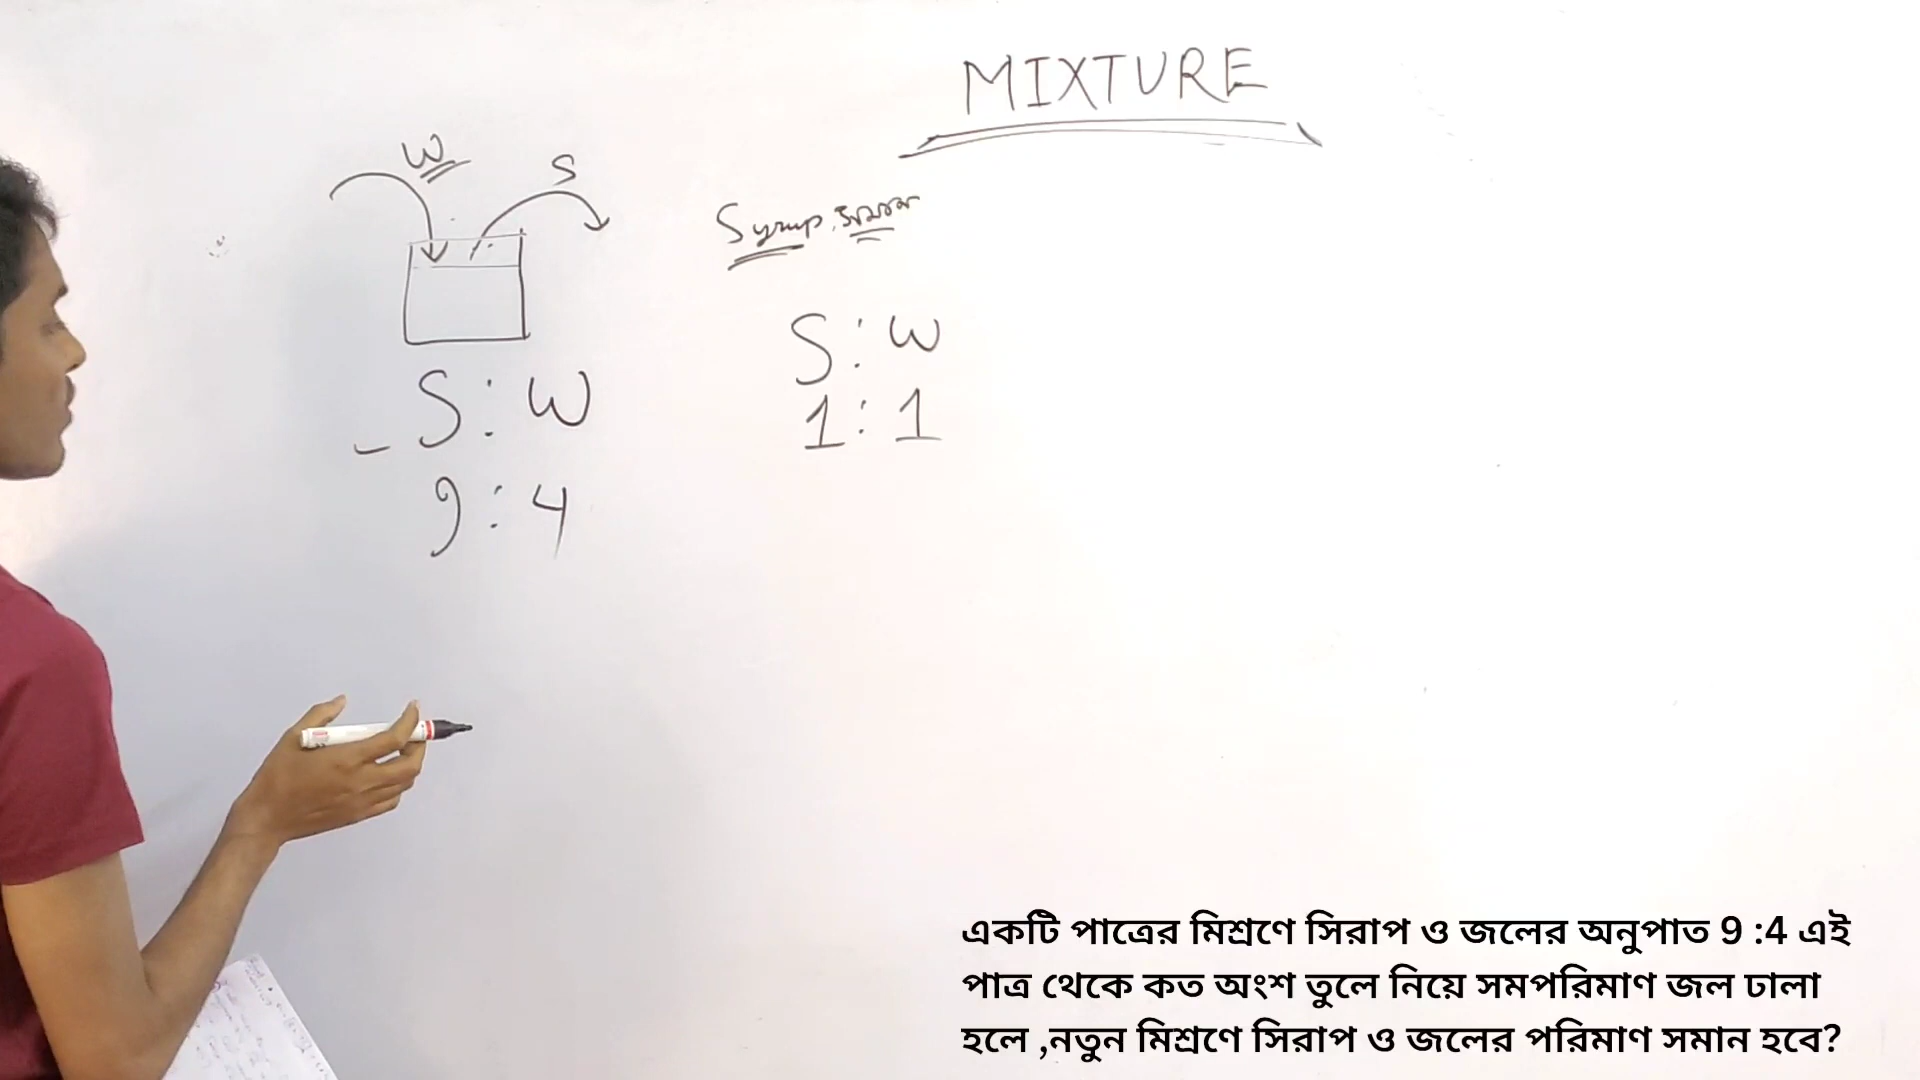 MIXTURE
W
S
Syrup, সমান
S : W
1 : 1
S : W
9 : 4
একটি পাত্রের মিশ্রণে সিরাপ ও জলের অনুপাত 9 :4 এই
পাত্র থেকে কত অংশ তুলে নিয়ে সমপরিমাণ জল ঢালা
হলে ,নতুন মিশ্রণে সিরাপ ও জলের পরিমাণ সমান হবে?